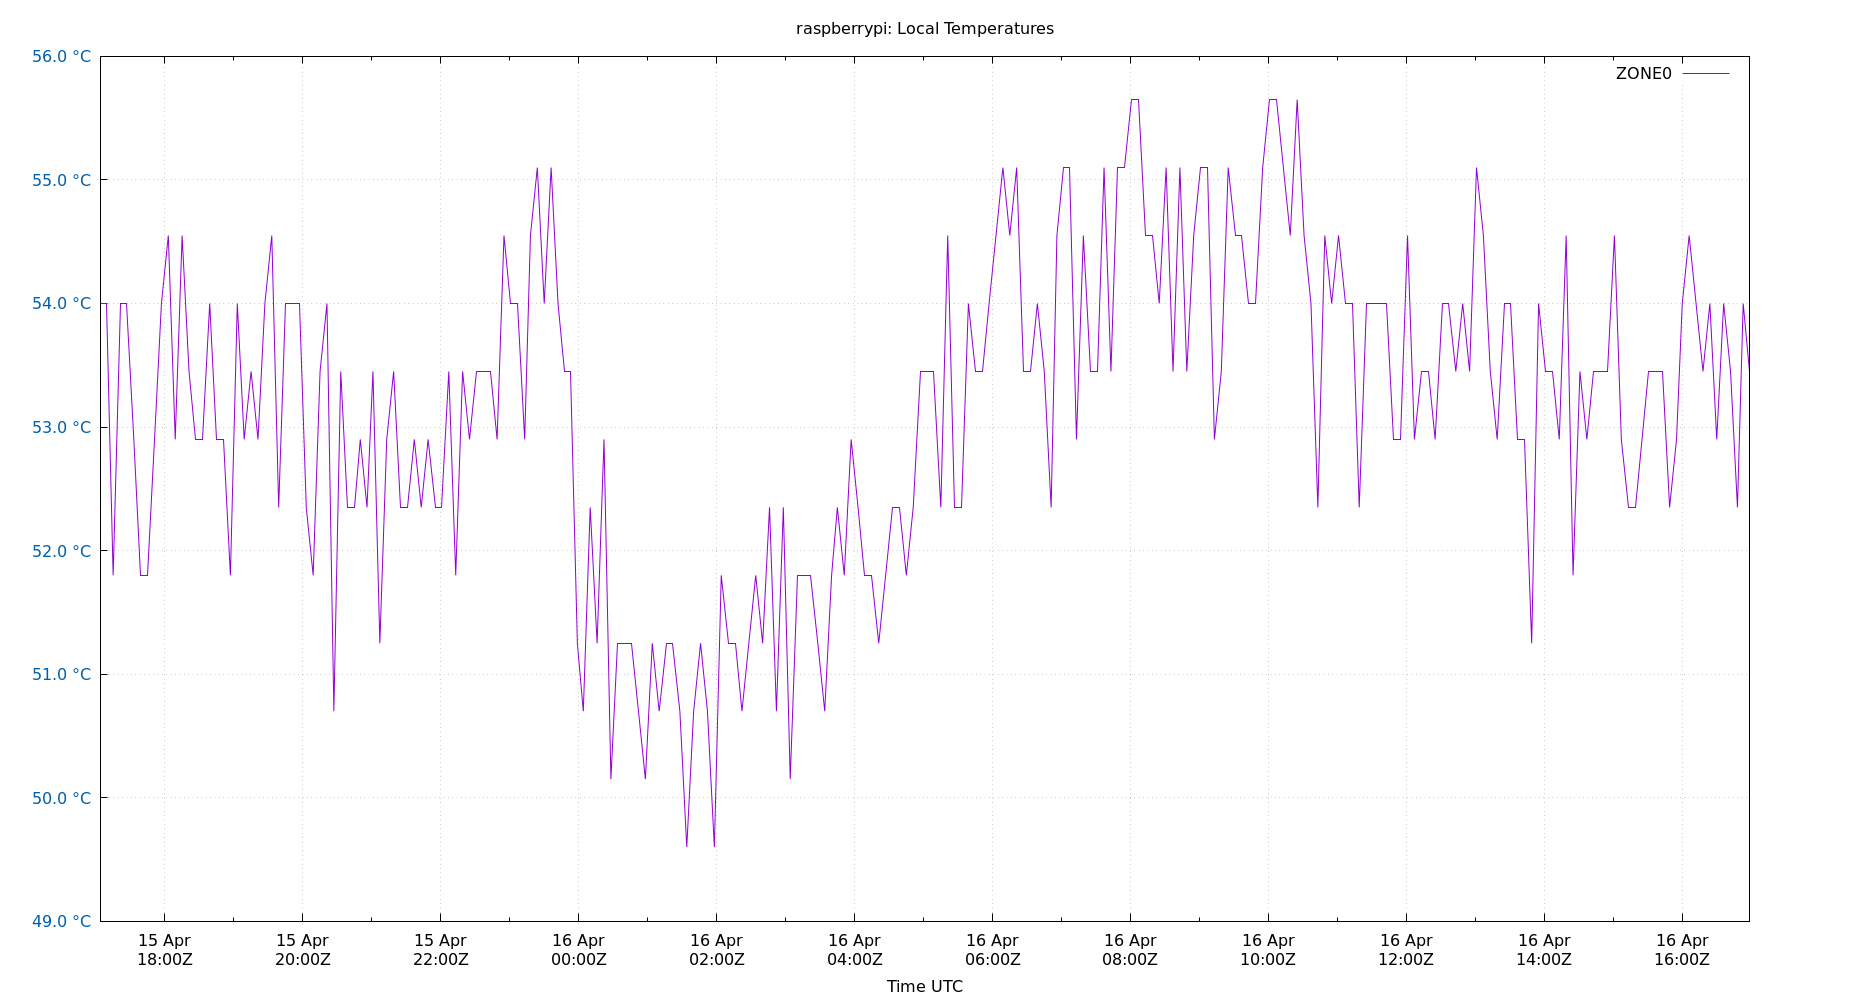 raspberrypi: Local Temperatures
56.0 °C
ZONE0
55.0 °C
54.0 °C
53.0 °C
52.0 °C
51.0 °C
50.0 °C
49.0 °C
15 Apr 15 Apr 15 Apr 16 Apr 16 Apr 16 Apr 16 Apr 16 Apr 16 Apr 16 Apr 16 Apr 16 Apr
18:00Z 20:00Z 22:00Z 00:00Z 02:00Z 04:00Z 06:00Z 08:00Z 10:00Z 12:00Z 14:00Z 16:00Z
Time UTC